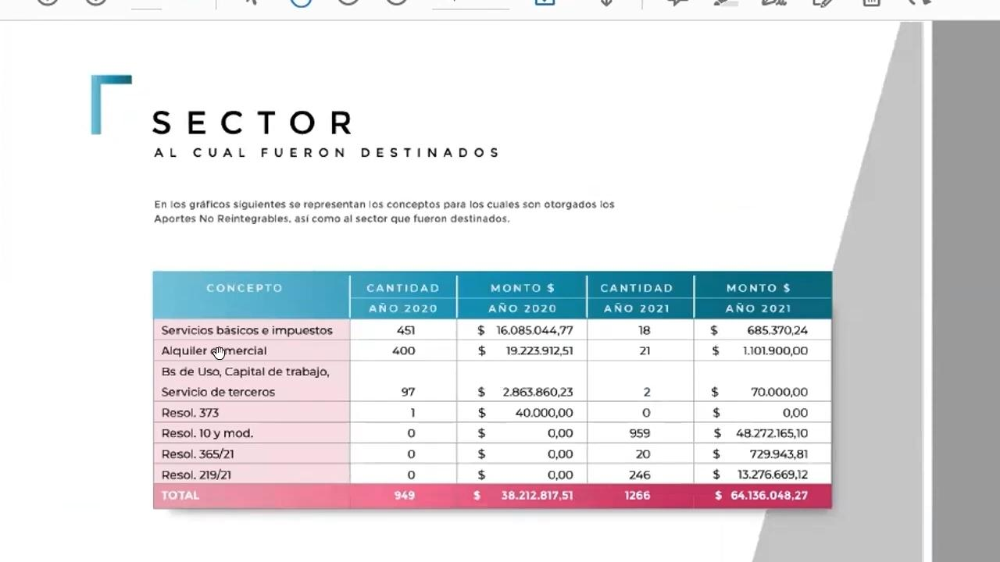 SECTOR
AL CUAL FUERON DESTINADOS
En los gráficos siguientes se representan los conceptos para los cuales son otorgados los
Aportes No Reintegrables, así como al sector que fueron destinados.
CONCEPTO CANTIDAD MONTO $ CANTIDAD MONTO $
AÑO 2020 AÑO 2020 AÑO 2021 AÑO 2021
Servicios básicos e impuestos 451 $ 16.085.044,77 18 $ 685.370,24
Alquiler comercial 400 $ 19.223.912,51 21 $ 1.101.900,00
Bs de Uso, Capital de trabajo,
Servicio de terceros 97 $ 2.863.860,23 2 $ 70.000,00
Resol. 373 1 $ 40.000,00 0 $ 0,00
Resol. 10 y mod. 0 $ 0,00 959 $ 48.272.165,10
Resol. 365/21 0 $ 0,00 20 $ 729.943,81
Resol. 219/21 0 $ 0,00 246 $ 13.276.669,12
TOTAL 949 $ 38.212.817,51 1266 $ 64.136.048,27